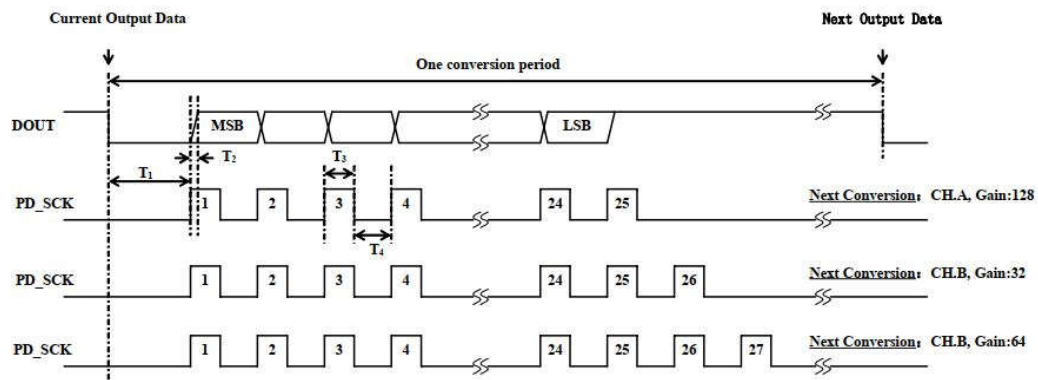 Current Output Data
Next Output Data
One conversion period
DOUT
MSB
LSB
T2
T3
T1
PD_SCK
1
2
3
4
24
25
Next Conversion: CH.A, Gain:128
T4
PD_SCK
1
2
3
4
24
25
26
Next Conversion: CH.B, Gain:32
PD_SCK
1
2
3
4
24
25
26
27
Next Conversion: CH.B, Gain:64